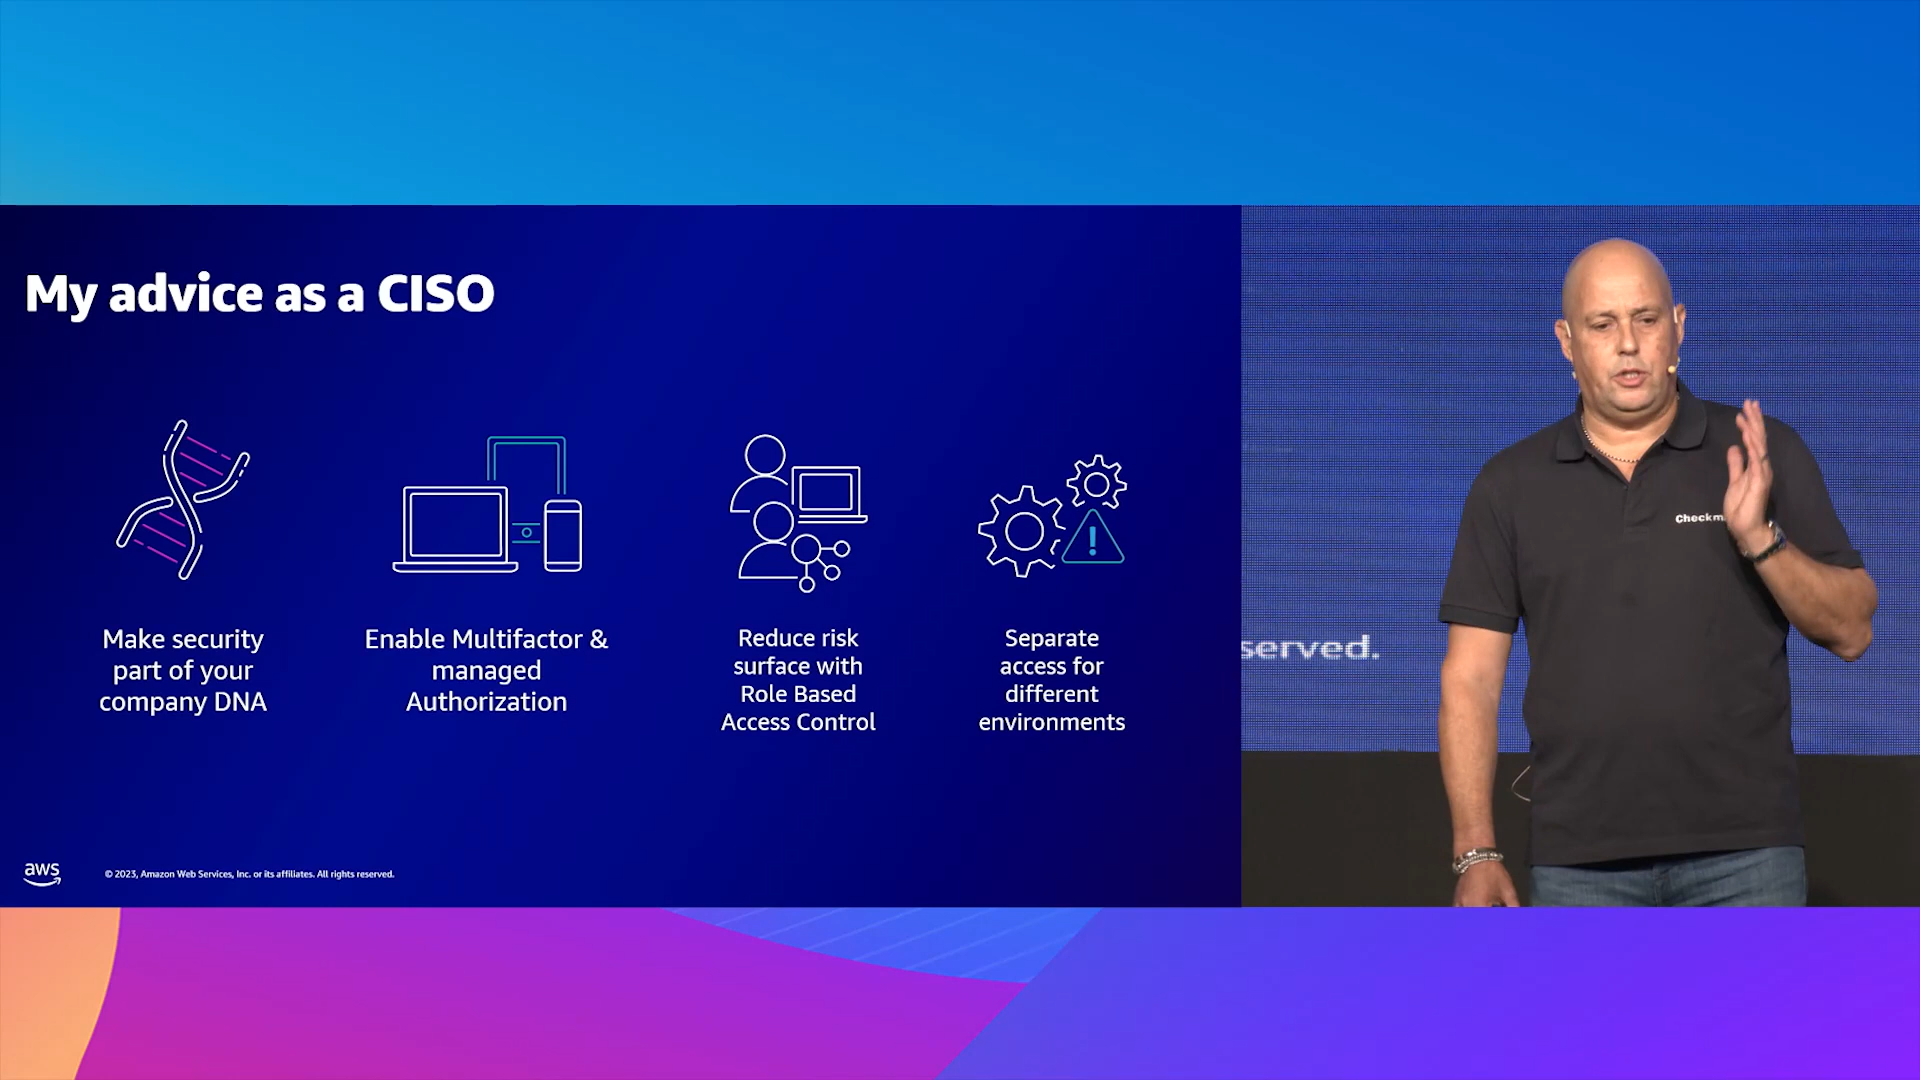 My advice as a CISO
Make security
part of your
company DNA
Enable Multifactor &
managed
Authorization
Reduce risk
surface with
Role Based
Access Control
Separate
access for
different
environments
aws
© 2023, Amazon Web Services, Inc. or its affiliates. All rights reserved.
served.